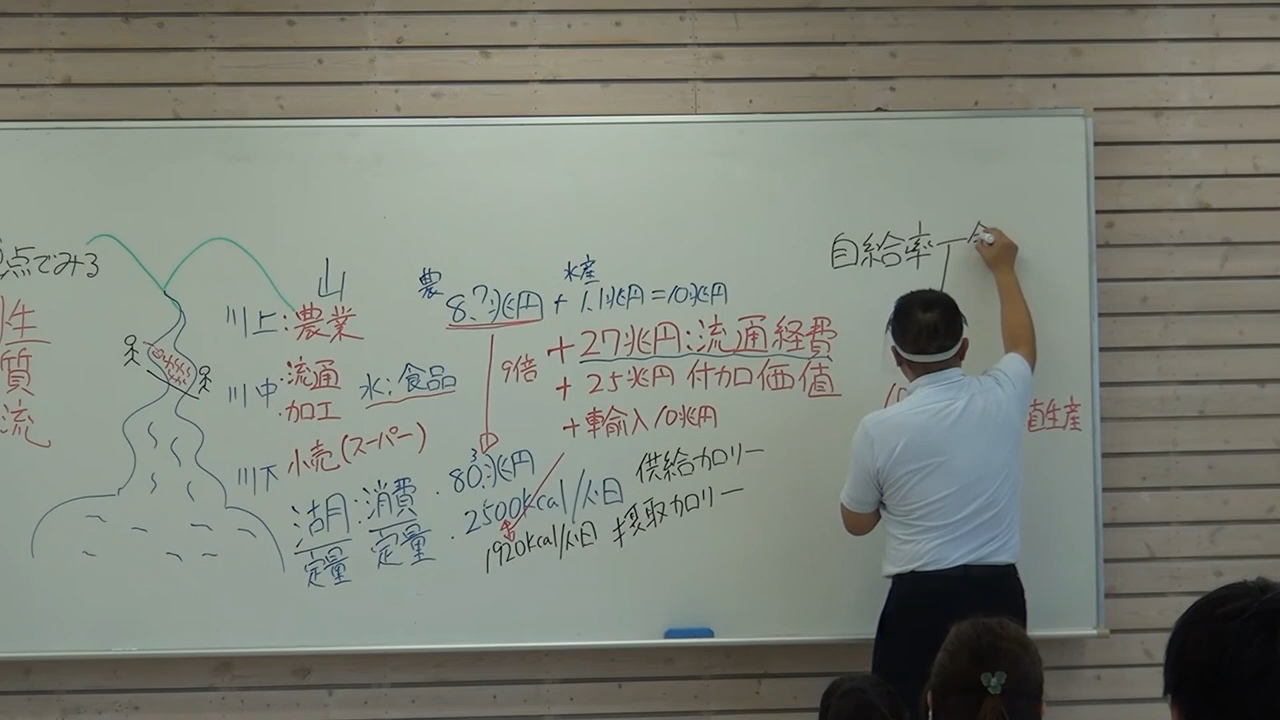 点でみる
生
質
流
山
川上:農業
川中:流通
・加工
水:食品
川下 小売(スーパー)
湖:消費
定量 定量
農 水産
8.7兆円 + 1.1兆円=10兆円
9倍
+27兆円:流通経費
+25兆円 付加価値
+輸入10兆円
・80兆円
・2500kcal/人日 供給カロリー
1920kcal/人日 摂取カロリー
自給率
生産